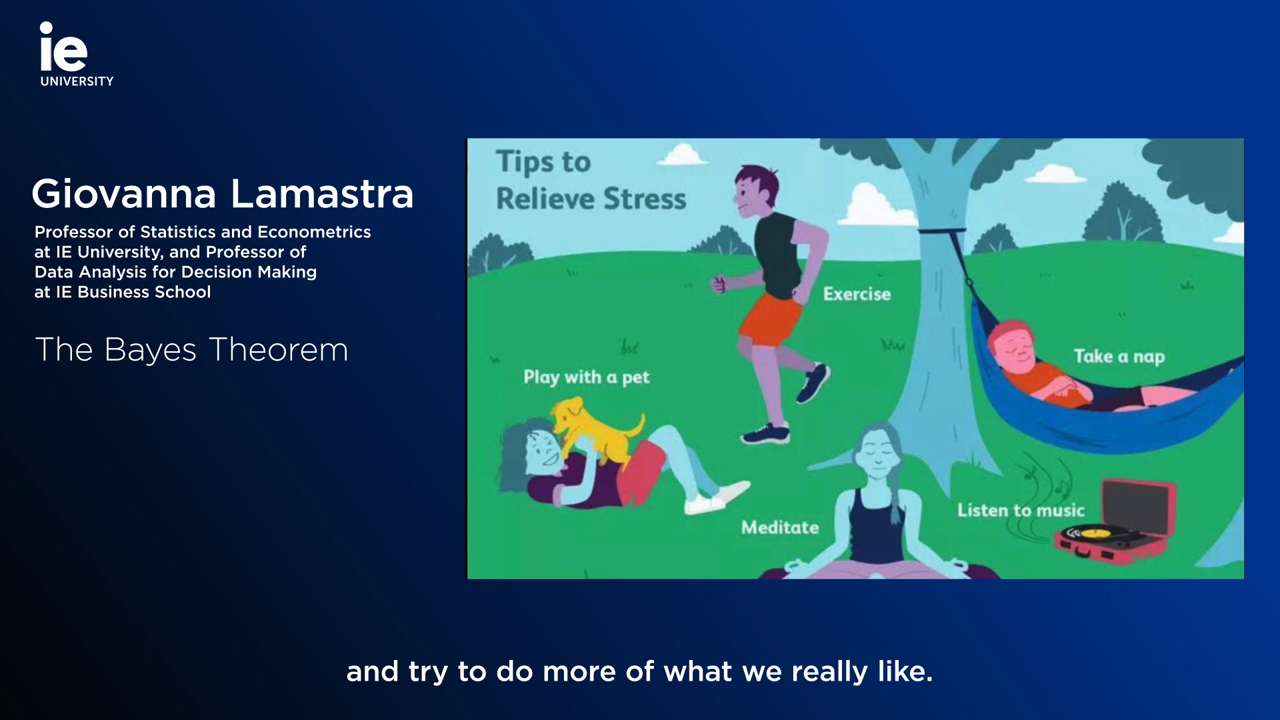 ie
UNIVERSITY
Giovanna Lamastra
Professor of Statistics and Econometrics
at IE University, and Professor of
Data Analysis for Decision Making
at IE Business School
The Bayes Theorem
Tips to
Relieve Stress
Exercise
Take a nap
Play with a pet
Listen to music
Meditate
and try to do more of what we really like.